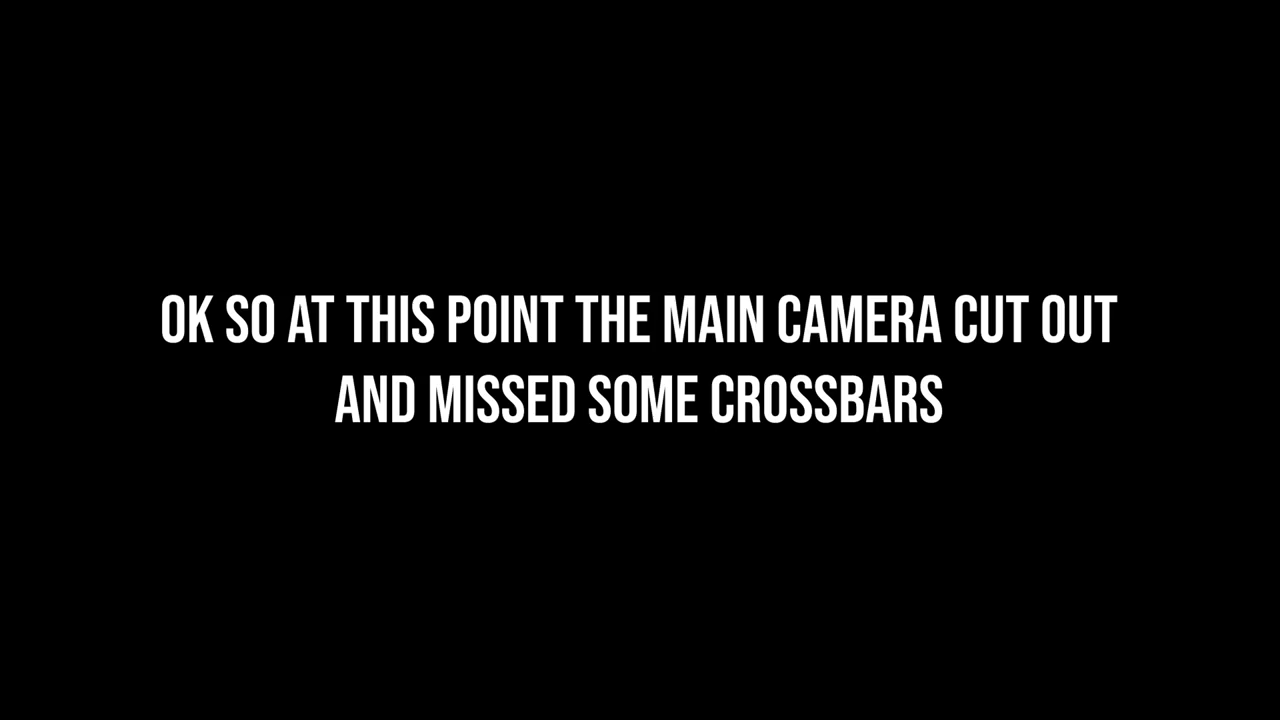 OK SO AT THIS POINT THE MAIN CAMERA CUT OUT
AND MISSED SOME CROSSBARS